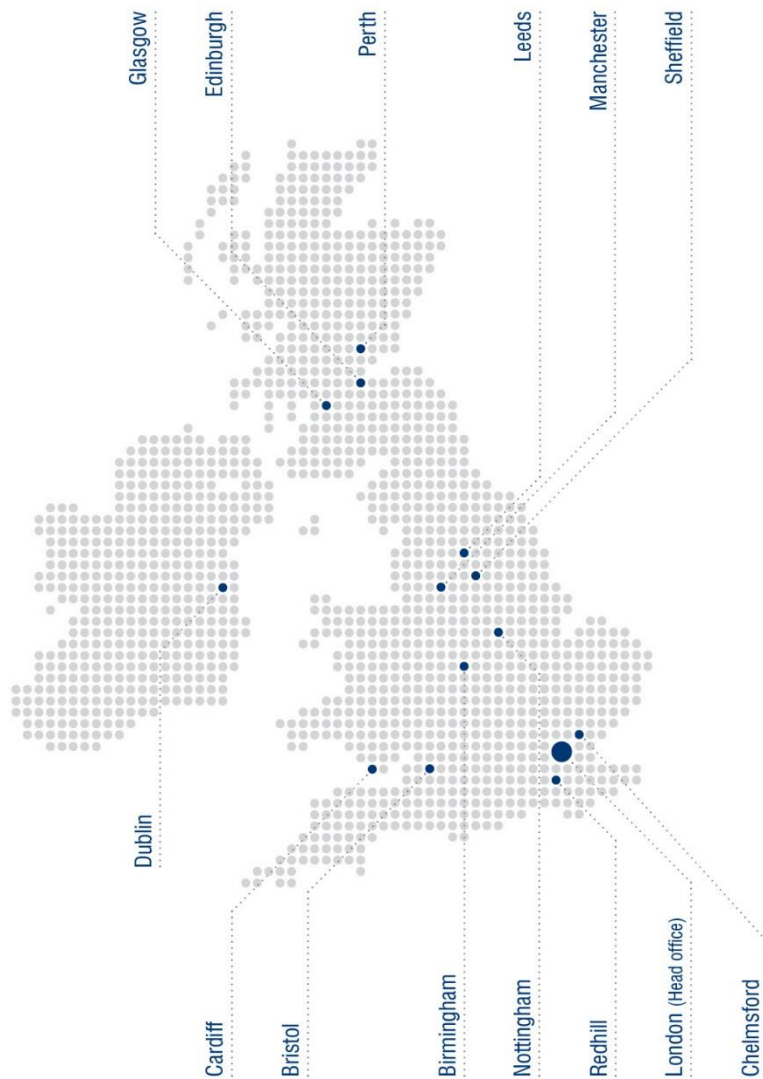 Glasgow
Edinburgh
Perth
Leeds
Manchester
Sheffield
Dublin
Cardiff
Bristol
Birmingham
Nottingham
Redhill
London (Head office)
Chelmsford